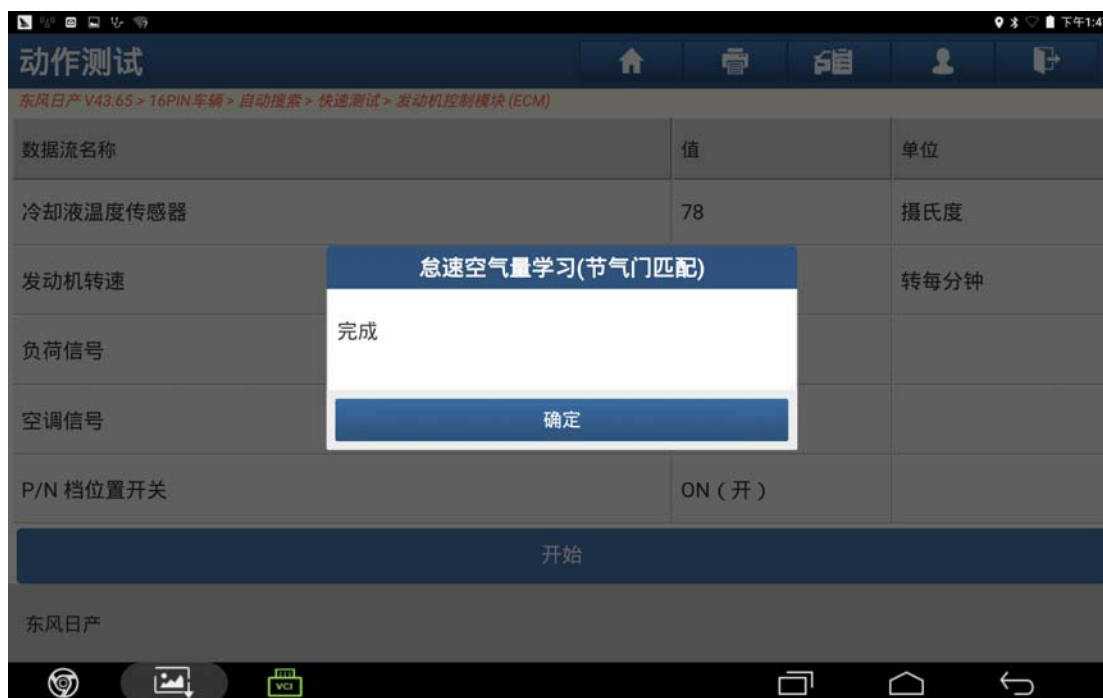 下午1:4
动作测试
东风日产 V43.65 > 16PIN车辆 > 自动搜索 > 快速测试 > 发动机控制模块 (ECM)
数据流名称 值 单位
冷却液温度传感器 78 摄氏度
怠速空气量学习(节气门匹配)
发动机转速 转每分钟
完成
负荷信号
空调信号
确定
P/N 档位置开关 ON ( 开 )
开始
东风日产
VCI